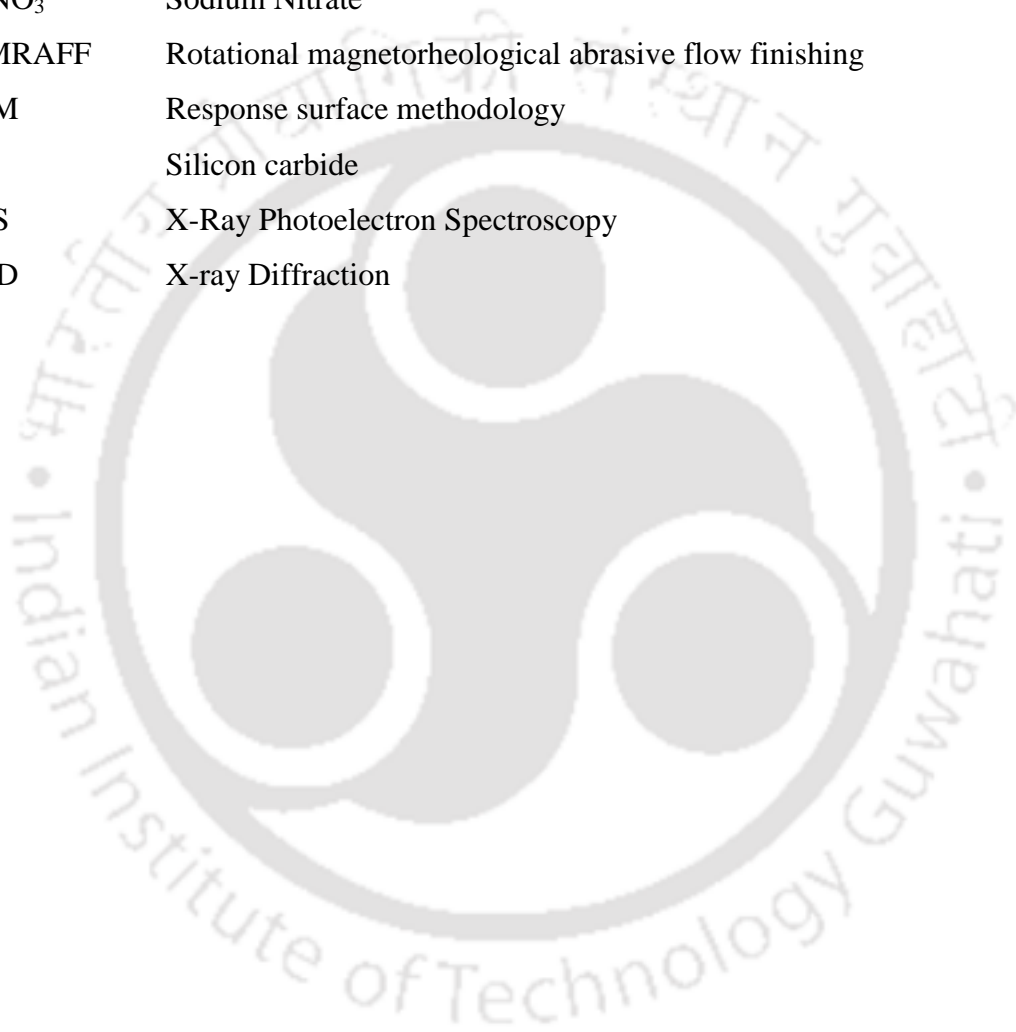 NO₃ Sodium Nitrate
MRAFF Rotational magnetorheological abrasive flow finishing
M Response surface methodology
Silicon carbide
S X-Ray Photoelectron Spectroscopy
D X-ray Diffraction
भारतीय प्रौद्योगिकी संस्थान गुवाहाटी
Indian Institute of Technology Guwahati